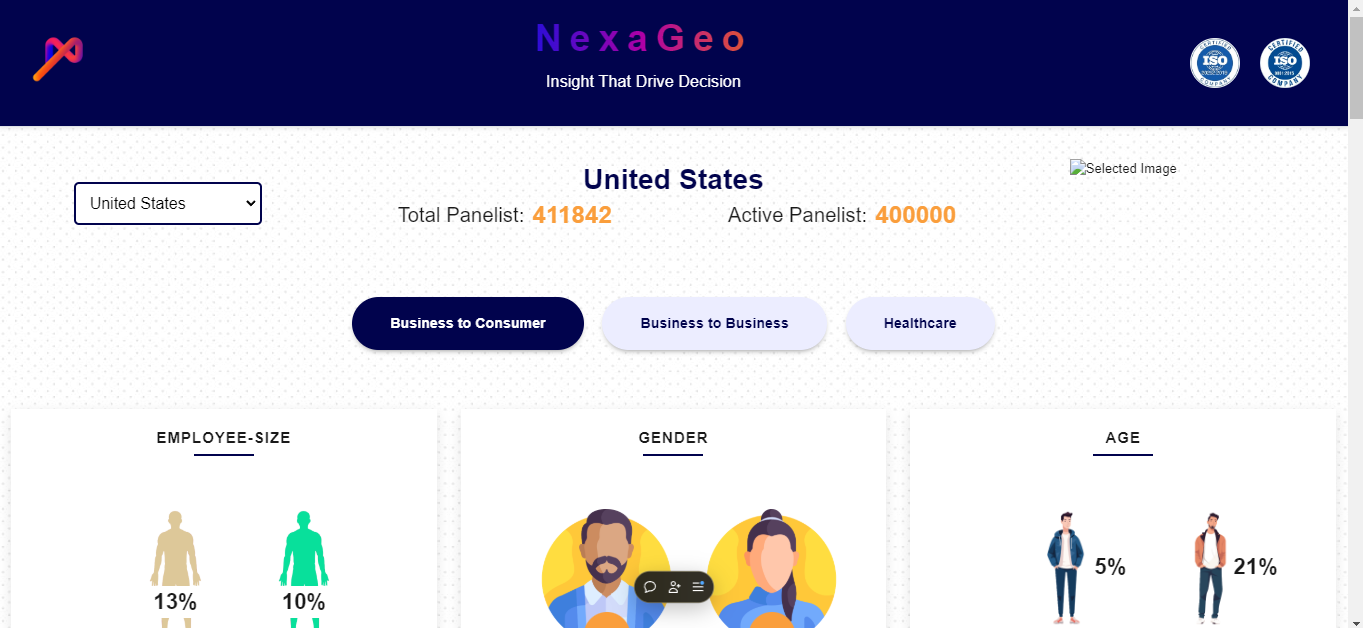 NexaGeo
Insight That Drive Decision
CERTIFIED
ISO
COMPANY
CERTIFIED
ISO
COMPANY
United States
United States
Total Panelist: 411842
Active Panelist: 400000
Selected Image
Business to Consumer
Business to Business
Healthcare
EMPLOYEE-SIZE
GENDER
AGE
13%
10%
5%
21%